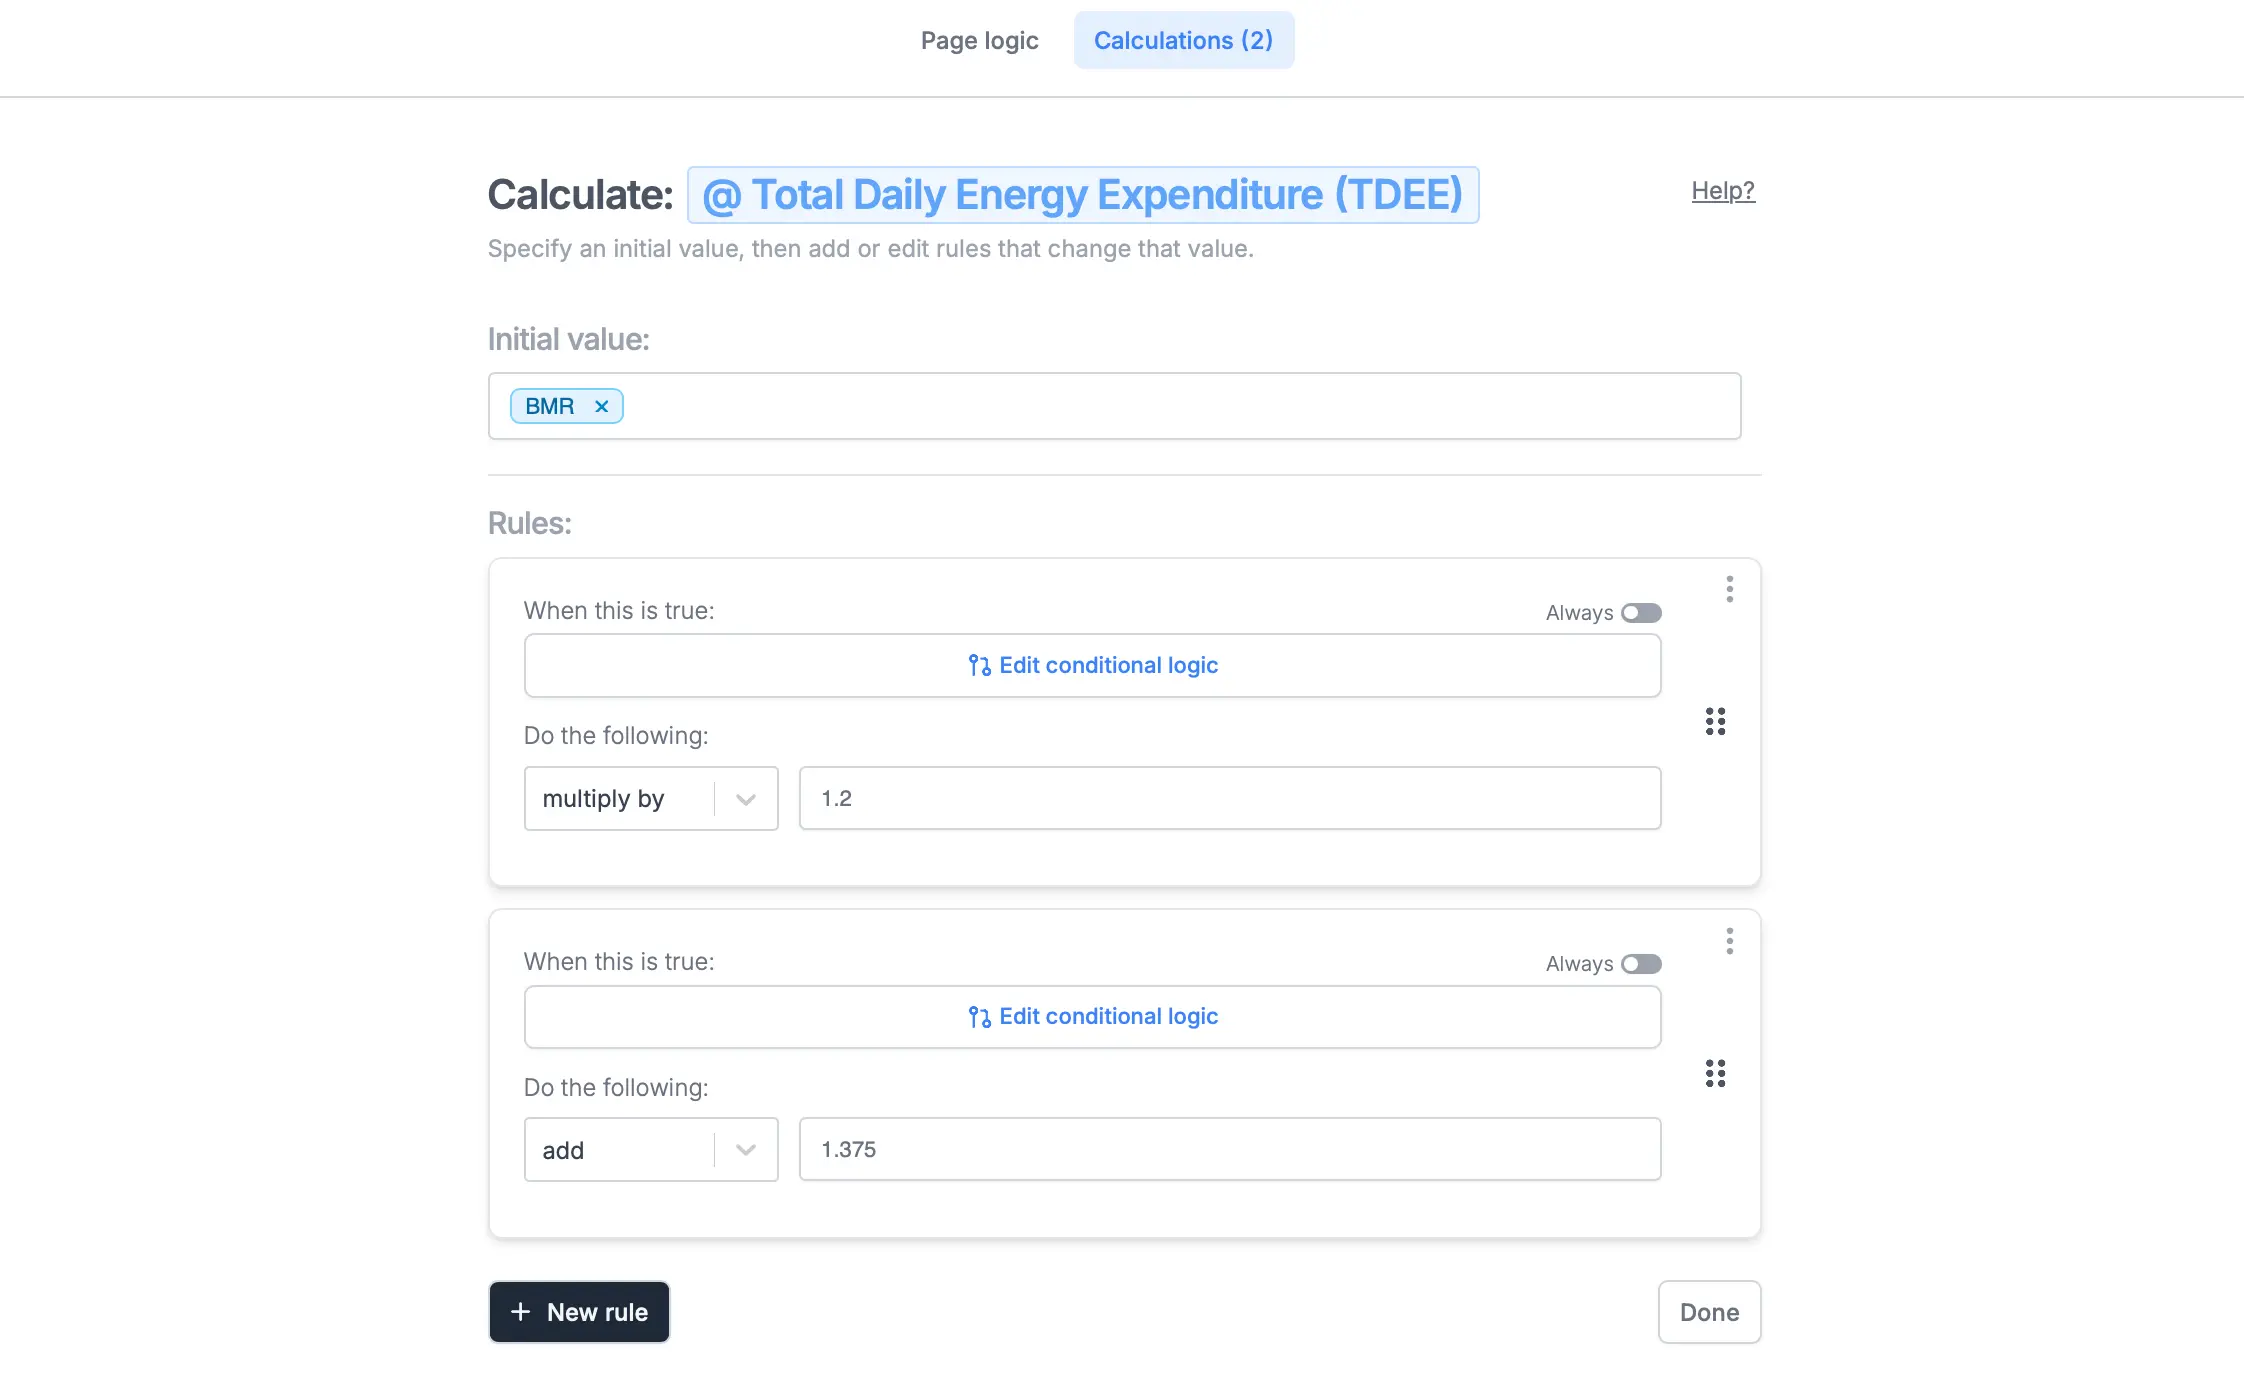 Page logic
Calculations (2)
Calculate: @ Total Daily Energy Expenditure (TDEE)
Help?
Specify an initial value, then add or edit rules that change that value.
Initial value:
BMR ×
Rules:
When this is true:
Always
Edit conditional logic
Do the following:
multiply by
1.2
When this is true:
Always
Edit conditional logic
Do the following:
add
1.375
+ New rule
Done